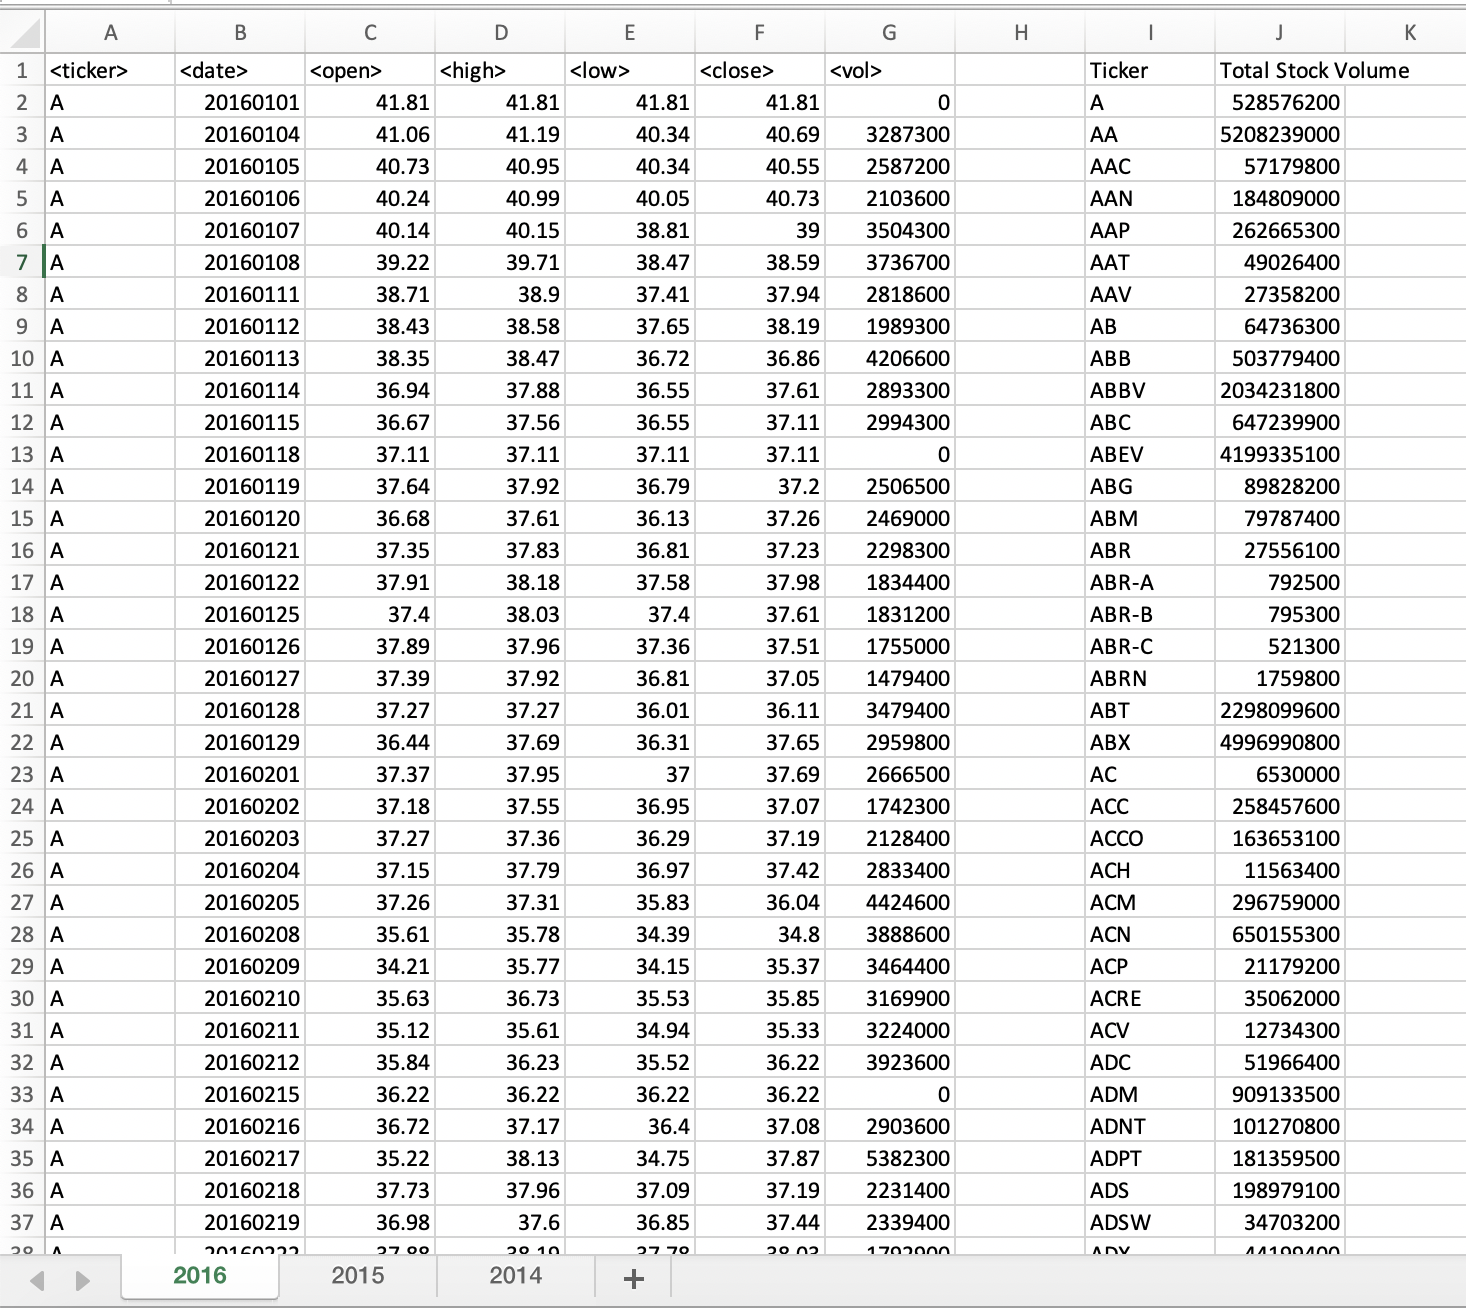 A B C D E F G H I J K
1 <ticker> <date> <open> <high> <low> <close> <vol> Ticker Total Stock Volume
2 A 20160101 41.81 41.81 41.81 41.81 0 A 528576200
3 A 20160104 41.06 41.19 40.34 40.69 3287300 AA 5208239000
4 A 20160105 40.73 40.95 40.34 40.55 2587200 AAC 57179800
5 A 20160106 40.24 40.99 40.05 40.73 2103600 AAN 184809000
6 A 20160107 40.14 40.15 38.81 39 3504300 AAP 262665300
7 A 20160108 39.22 39.71 38.47 38.59 3736700 AAT 49026400
8 A 20160111 38.71 38.9 37.41 37.94 2818600 AAV 27358200
9 A 20160112 38.43 38.58 37.65 38.19 1989300 AB 64736300
10 A 20160113 38.35 38.47 36.72 36.86 4206600 ABB 503779400
11 A 20160114 36.94 37.88 36.55 37.61 2893300 ABBV 2034231800
12 A 20160115 36.67 37.56 36.55 37.11 2994300 ABC 647239900
13 A 20160118 37.11 37.11 37.11 37.11 0 ABEV 4199335100
14 A 20160119 37.64 37.92 36.79 37.2 2506500 ABG 89828200
15 A 20160120 36.68 37.61 36.13 37.26 2469000 ABM 79787400
16 A 20160121 37.35 37.83 36.81 37.23 2298300 ABR 27556100
17 A 20160122 37.91 38.18 37.58 37.98 1834400 ABR-A 792500
18 A 20160125 37.4 38.03 37.4 37.61 1831200 ABR-B 795300
19 A 20160126 37.89 37.96 37.36 37.51 1755000 ABR-C 521300
20 A 20160127 37.39 37.92 36.81 37.05 1479400 ABRN 1759800
21 A 20160128 37.27 37.27 36.01 36.11 3479400 ABT 2298099600
22 A 20160129 36.44 37.69 36.31 37.65 2959800 ABX 4996990800
23 A 20160201 37.37 37.95 37 37.69 2666500 AC 6530000
24 A 20160202 37.18 37.55 36.95 37.07 1742300 ACC 258457600
25 A 20160203 37.27 37.36 36.29 37.19 2128400 ACCO 163653100
26 A 20160204 37.15 37.79 36.97 37.42 2833400 ACH 11563400
27 A 20160205 37.26 37.31 35.83 36.04 4424600 ACM 296759000
28 A 20160208 35.61 35.78 34.39 34.8 3888600 ACN 650155300
29 A 20160209 34.21 35.77 34.15 35.37 3464400 ACP 21179200
30 A 20160210 35.63 36.73 35.53 35.85 3169900 ACRE 35062000
31 A 20160211 35.12 35.61 34.94 35.33 3224000 ACV 12734300
32 A 20160212 35.84 36.23 35.52 36.22 3923600 ADC 51966400
33 A 20160215 36.22 36.22 36.22 36.22 0 ADM 909133500
34 A 20160216 36.72 37.17 36.4 37.08 2903600 ADNT 101270800
35 A 20160217 35.22 38.13 34.75 37.87 5382300 ADPT 181359500
36 A 20160218 37.73 37.96 37.09 37.19 2231400 ADS 198979100
37 A 20160219 36.98 37.6 36.85 37.44 2339400 ADSW 34703200
38 A 20160222
2016 2015 2014